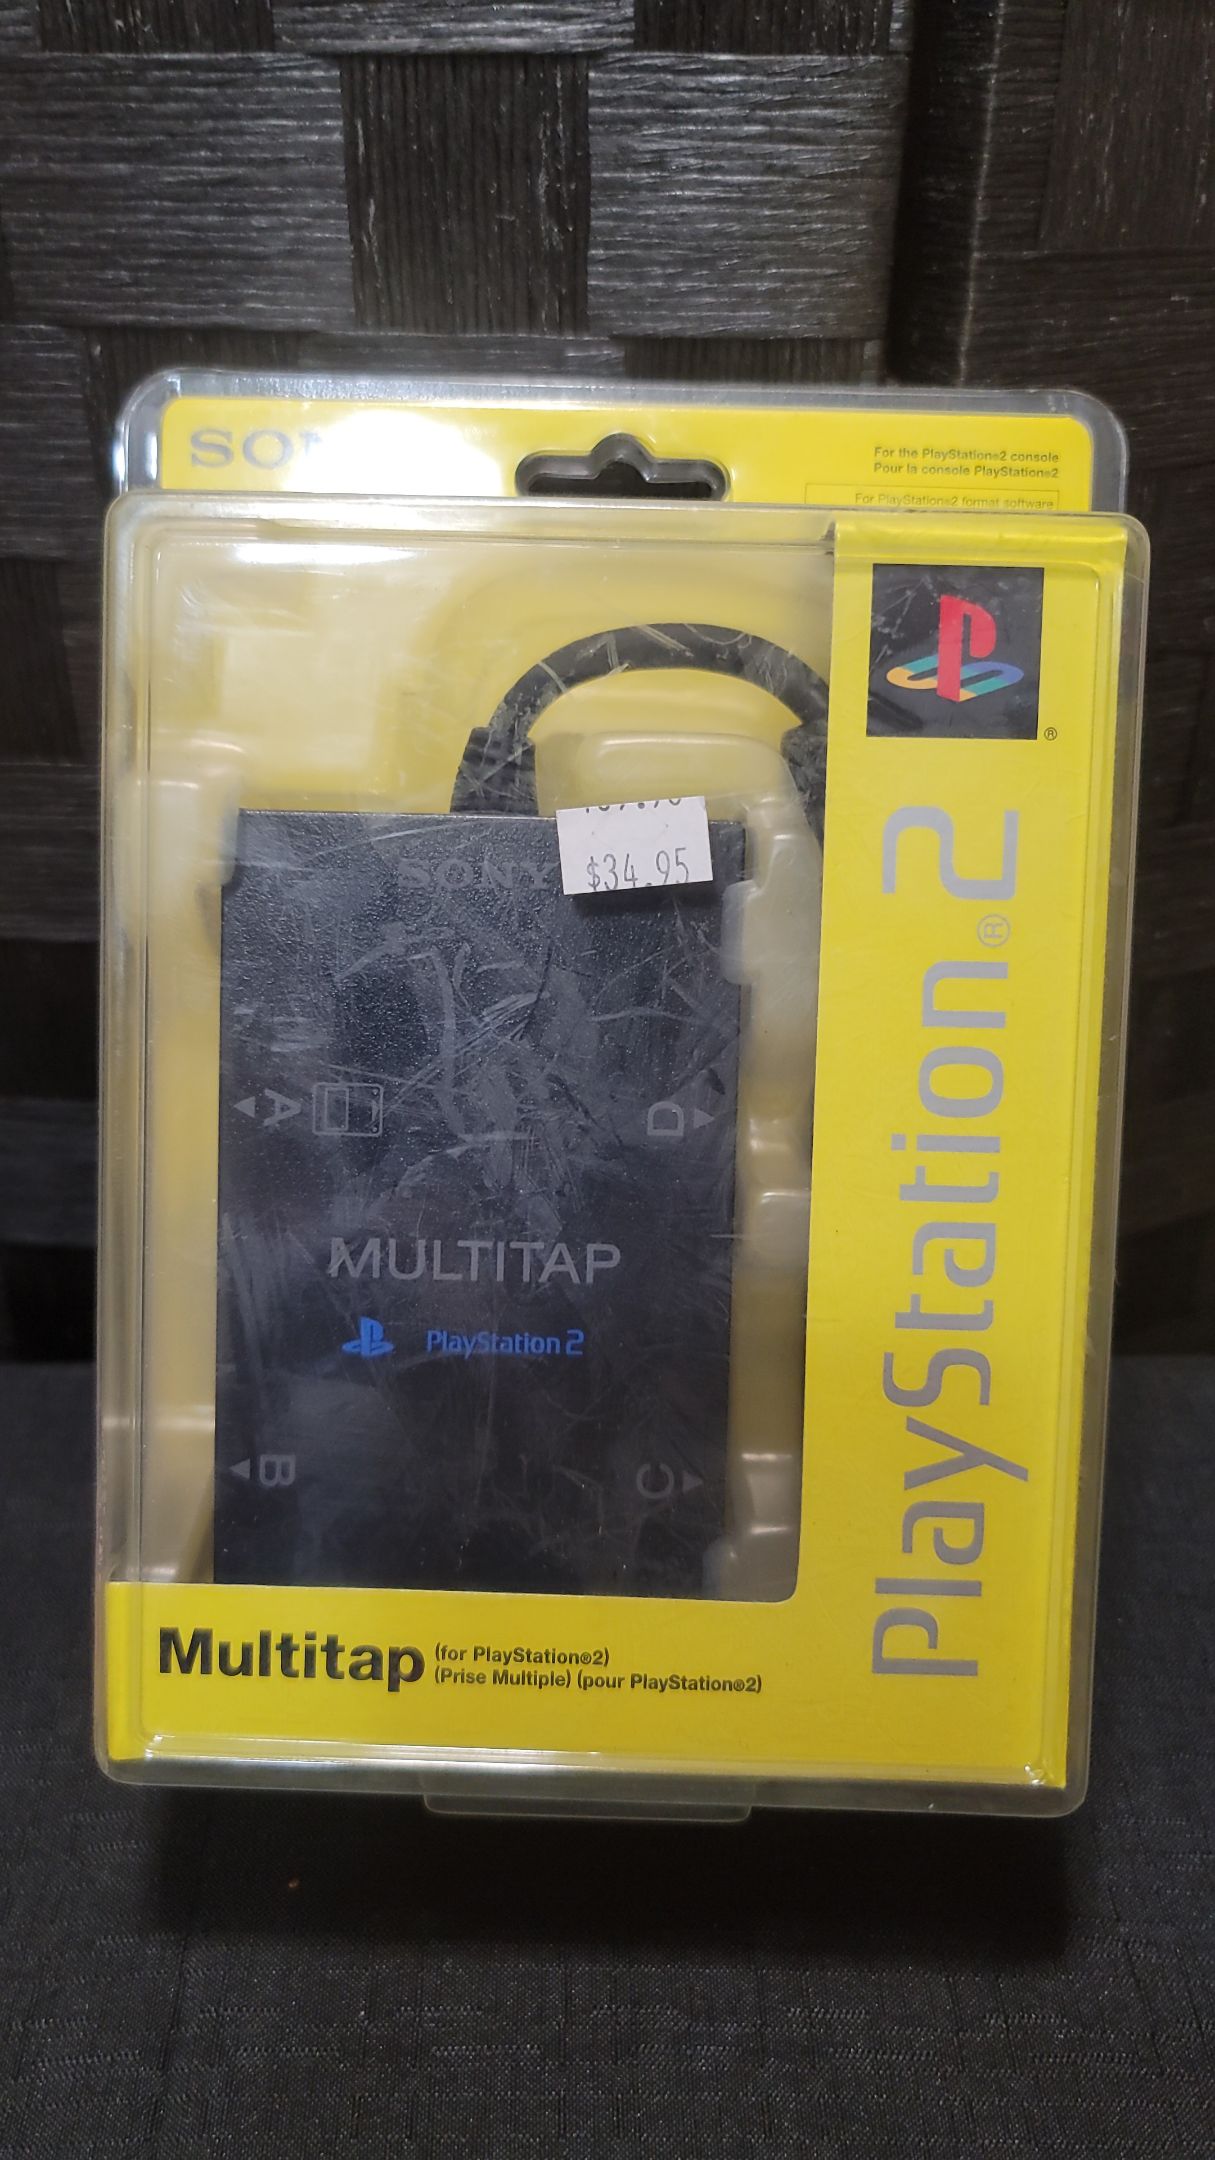 For the PlayStation®2 console
Pour la console PlayStation®2
For PlayStation®2 format software
®
$34.95
SONY
A
D
MULTITAP
PlayStation 2
B
C
PlayStation®2
Multitap (for PlayStation®2)
(Prise Multiple) (pour PlayStation®2)